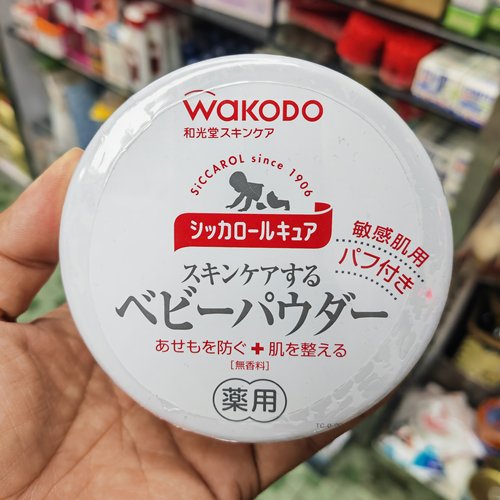 WAKODO
和光堂スキンケア
SiCCAROL since 1906
シッカロールキュア
敏感肌用
パフ付き
スキンケアする
ベビーパウダー
あせもを防ぐ+肌を整える
[無香料]
薬用